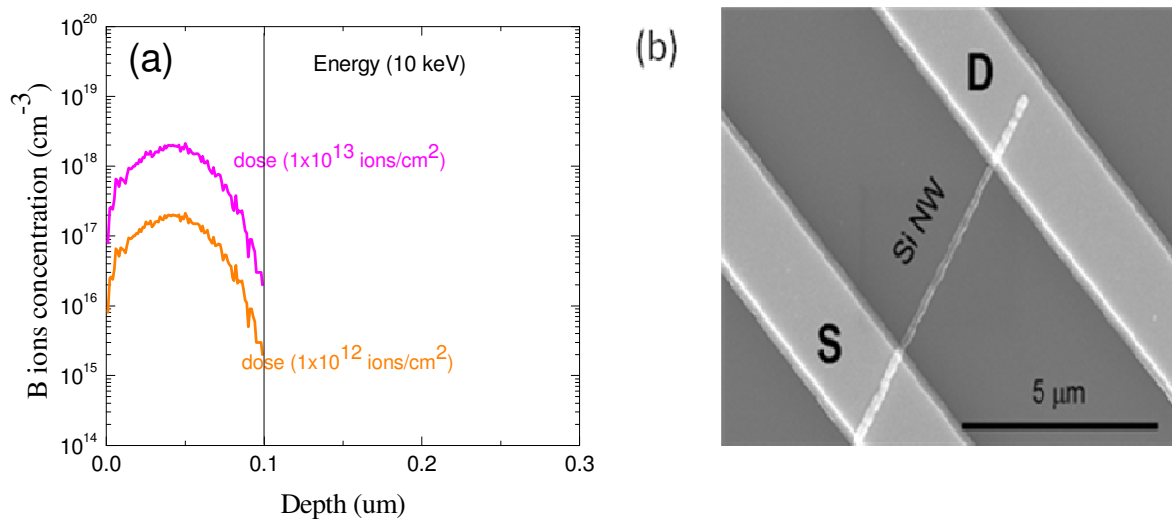 (a)
Energy (10 keV)
dose (1x10^13 ions/cm^2)
dose (1x10^12 ions/cm^2)
B ions concentration (cm^-3)
10^20
10^19
10^18
10^17
10^16
10^15
10^14
0.0 0.1 0.2 0.3
Depth (um)
(b)
D
Si NW
S
5 μm